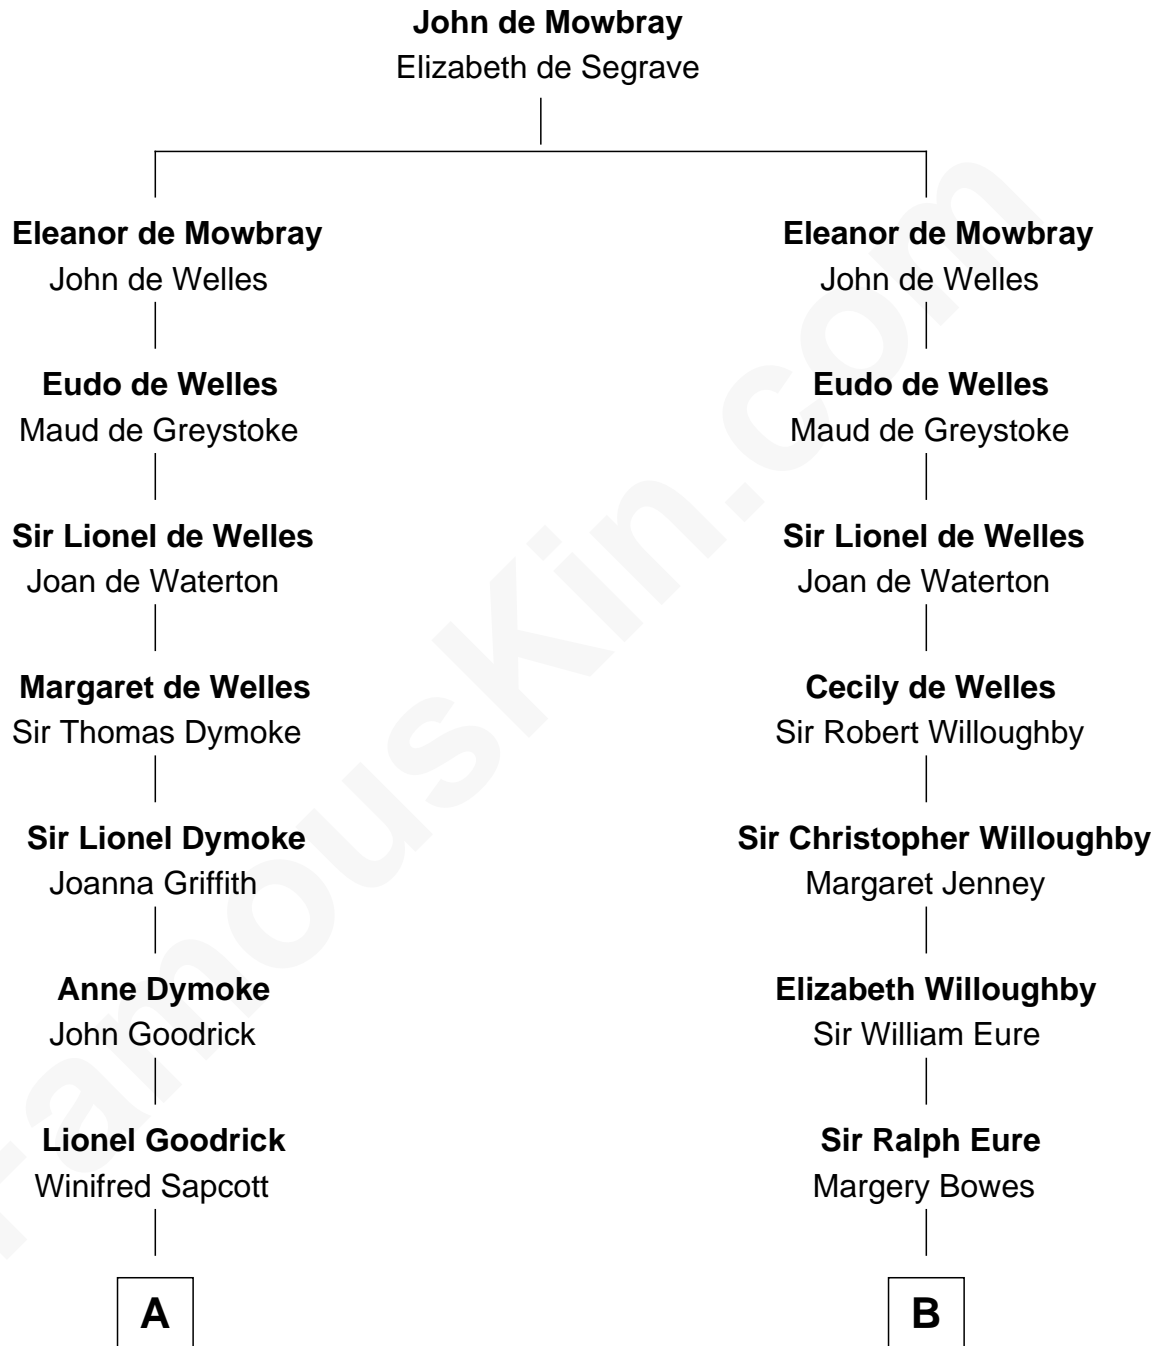 John de Mowbray
Elizabeth de Segrave
Eleanor de Mowbray
John de Welles
Eleanor de Mowbray
John de Welles
Eudo de Welles
Maud de Greystoke
Eudo de Welles
Maud de Greystoke
Sir Lionel de Welles
Joan de Waterton
Sir Lionel de Welles
Joan de Waterton
Margaret de Welles
Sir Thomas Dymoke
Cecily de Welles
Sir Robert Willoughby
Sir Lionel Dymoke
Joanna Griffith
Sir Christopher Willoughby
Margaret Jenney
Anne Dymoke
John Goodrick
Elizabeth Willoughby
Sir William Eure
Lionel Goodrick
Winifred Sapcott
Sir Ralph Eure
Margery Bowes
A
B
FamousKin.com